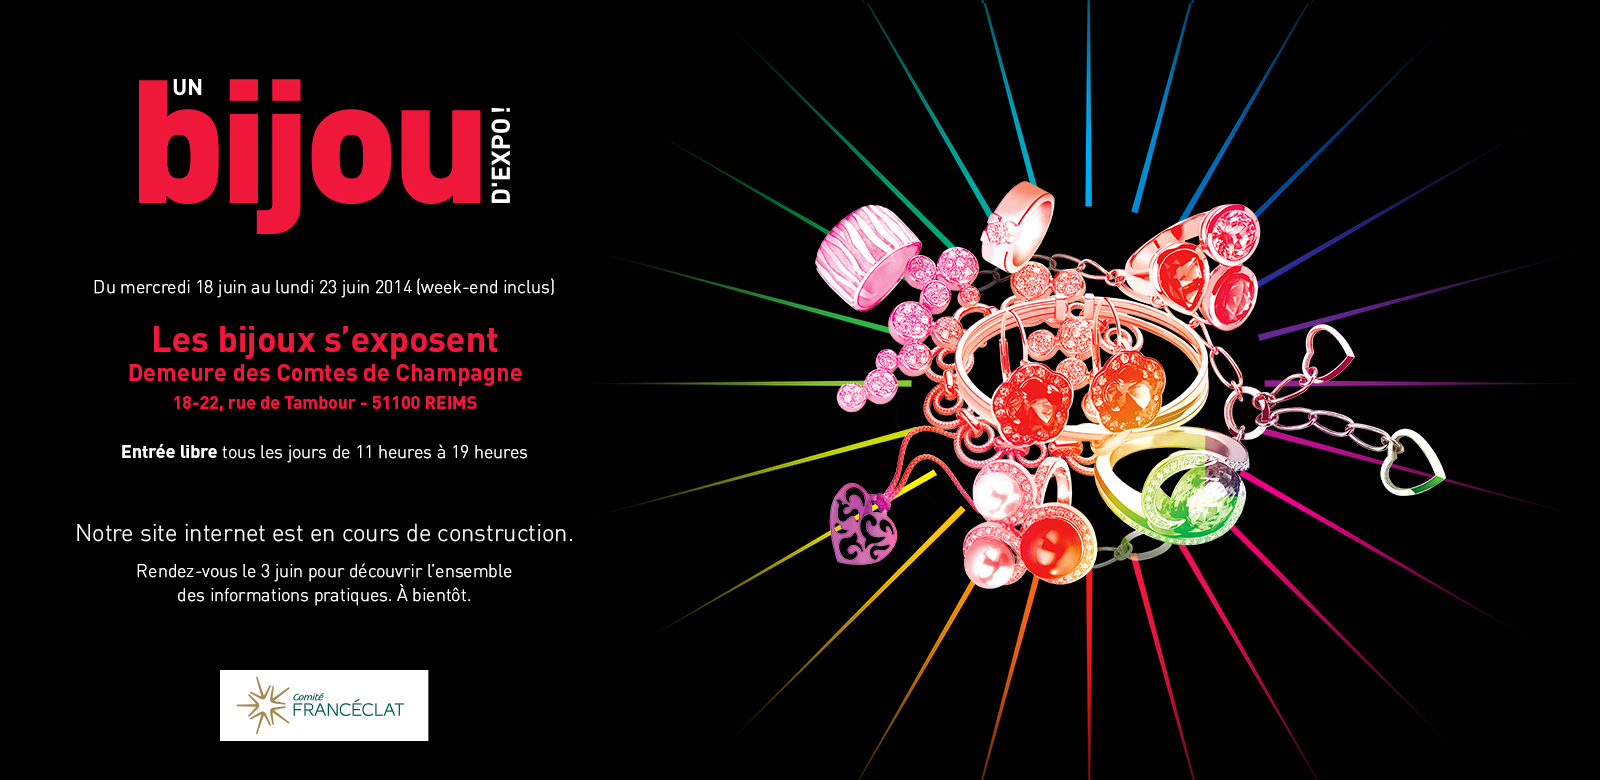 UN
bijou
D'EXPO !
Du mercredi 18 juin au lundi 23 juin 2014 (week-end inclus)
Les bijoux s’exposent
Demeure des Comtes de Champagne
18-22, rue de Tambour - 51100 REIMS
Entrée libre tous les jours de 11 heures à 19 heures
Notre site internet est en cours de construction.
Rendez-vous le 3 juin pour découvrir l’ensemble
des informations pratiques. À bientôt.
Comité
FRANCÉCLAT